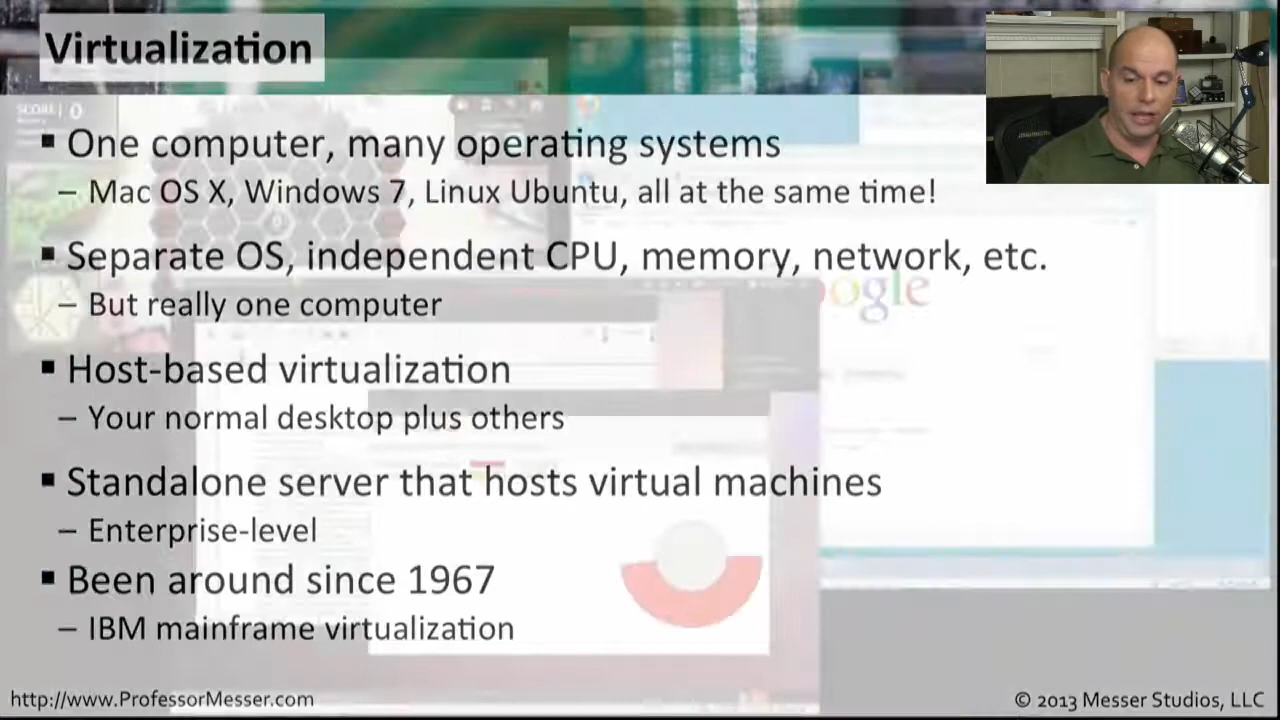 Virtualization
SCORE | 0
▪ One computer, many operating systems
– Mac OS X, Windows 7, Linux Ubuntu, all at the same time!
▪ Separate OS, independent CPU, memory, network, etc.
ogle
– But really one computer
▪ Host-based virtualization
– Your normal desktop plus others
▪ Standalone server that hosts virtual machines
– Enterprise-level
▪ Been around since 1967
– IBM mainframe virtualization
http://www.ProfessorMesser.com
© 2013 Messer Studios, LLC